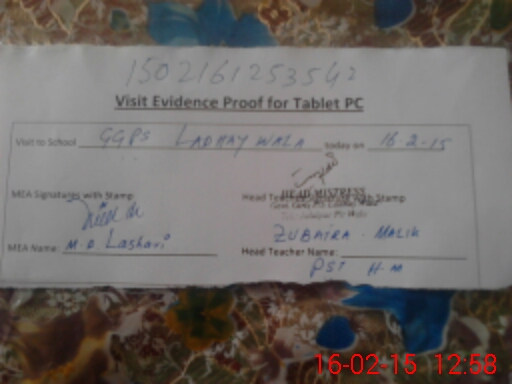 1502161253542
Visit Evidence Proof for Tablet PC
Visit to School GGPS LADHAY WALA today on 16-2-15
MEA Signatures with Stamp Head Teacher Signature with Stamp
HEAD MISTRESS
MEA Name: M.D Lashari Head Teacher Name:
ZUBAIRA - MALIK
PST H-M
16-02-15 12:58